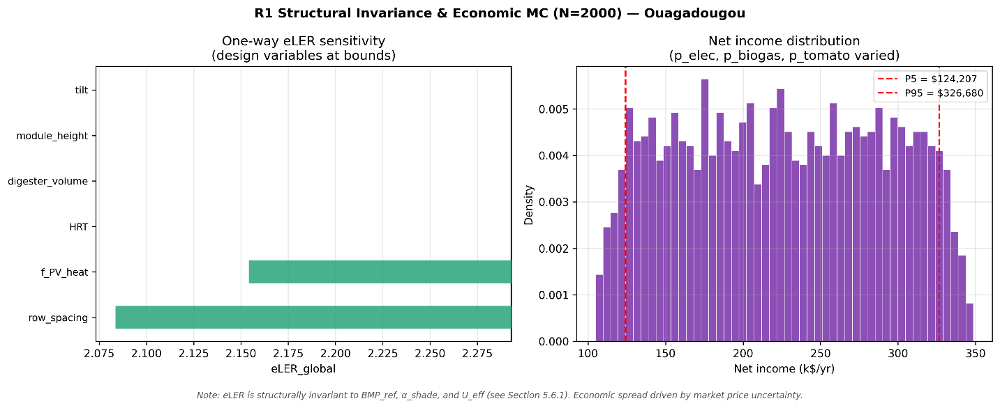 R1 Structural Invariance & Economic MC (N=2000) — Ouagadougou
One-way eLER sensitivity
(design variables at bounds)
tilt
module_height
digester_volume
HRT
f_PV_heat
row_spacing
2.075 2.100 2.125 2.150 2.175 2.200 2.225 2.250 2.275
eLER_global
Net income distribution
(p_elec, p_biogas, p_tomato varied)
P5 = $124,207
P95 = $326,680
Density
0.005
0.004
0.003
0.002
0.001
0.000
100 150 200 250 300 350
Net income (k$/yr)
Note: eLER is structurally invariant to BMP_ref, α_shade, and U_eff (see Section 5.6.1). Economic spread driven by market price uncertainty.